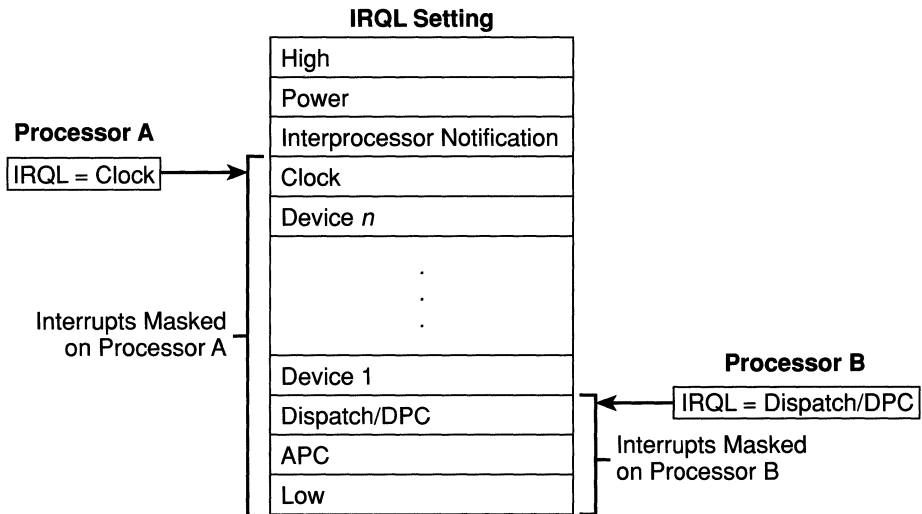 IRQL Setting
High
Power
Interprocessor Notification
Clock
Device n
.
.
.
Device 1
Dispatch/DPC
APC
Low
Processor A
IRQL = Clock
Interrupts Masked
on Processor A
Processor B
IRQL = Dispatch/DPC
Interrupts Masked
on Processor B